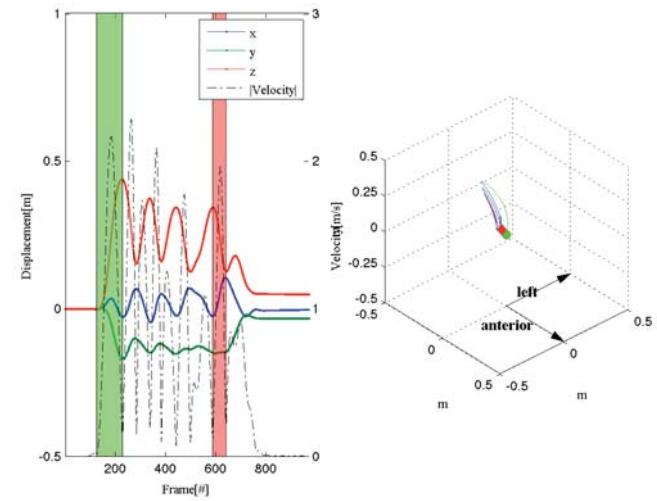 1
3
x
y
z
|Velocity|
0.5
2
Displacement[m]
Velocity[m/s]
0
1
-0.5
0
200
400
600
800
Frame[#]
0.5
0.25
0
-0.25
-0.5
-0.5
0
0.5
m
-0.5
0
0.5
m
left
anterior